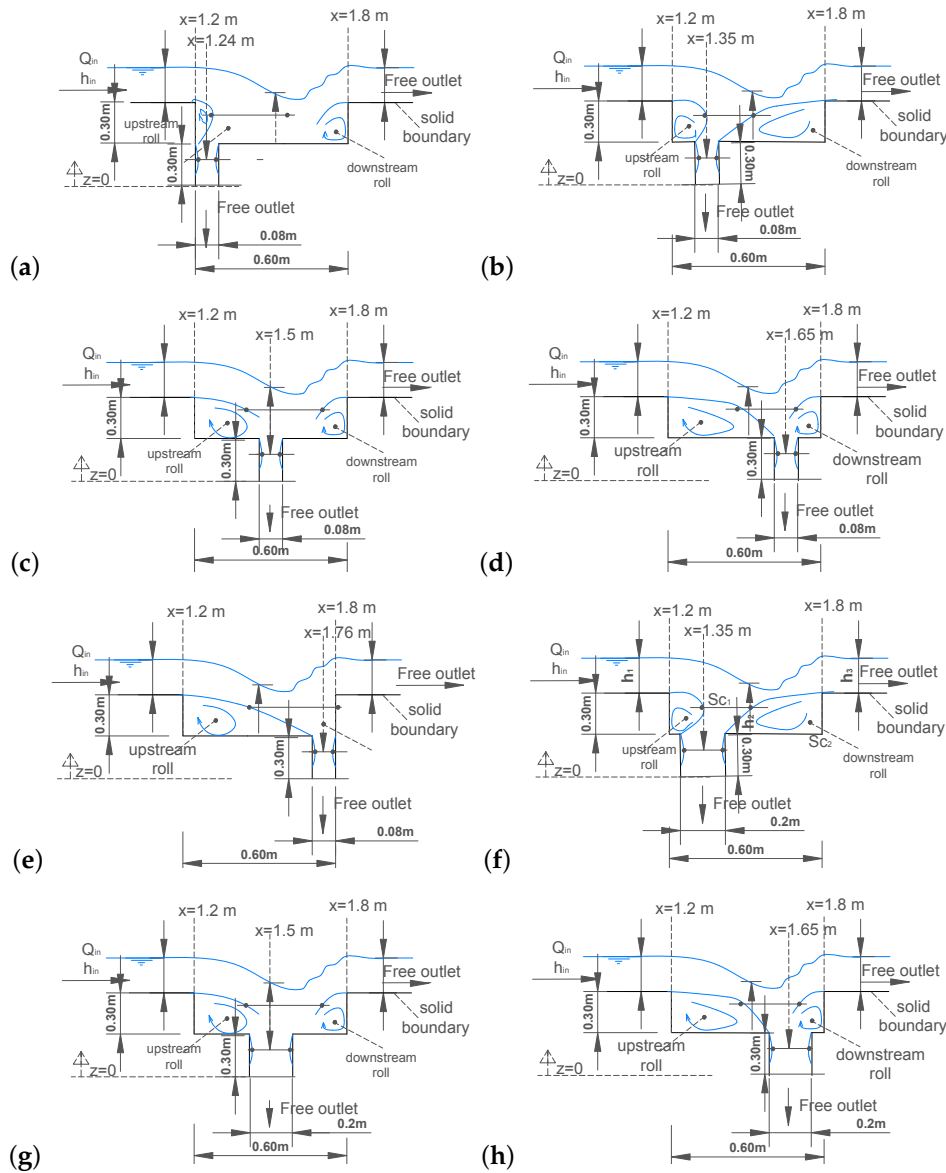 x=1.2 m
x=1.8 m
x=1.24 m
Qin
hin
Free outlet
0.30m
solid
boundary
upstream
roll
downstream
roll
0.30m
z=0
Free outlet
0.08m
0.60m
(a)
x=1.2 m
x=1.8 m
x=1.35 m
Qin
hin
Free outlet
0.30m
solid
boundary
upstream
roll
downstream
roll
0.30m
z=0
Free outlet
0.08m
0.60m
(b)
x=1.2 m
x=1.8 m
x=1.5 m
Qin
hin
Free outlet
0.30m
solid
boundary
upstream
roll
downstream
roll
0.30m
z=0
Free outlet
0.08m
0.60m
(c)
x=1.2 m
x=1.8 m
x=1.65 m
Qin
hin
Free outlet
0.30m
solid
boundary
upstream
roll
downstream
roll
0.30m
z=0
Free outlet
0.08m
0.60m
(d)
x=1.2 m
x=1.8 m
x=1.76 m
Qin
hin
Free outlet
0.30m
solid
boundary
upstream
roll
0.30m
z=0
Free outlet
0.08m
0.60m
(e)
x=1.2 m
x=1.8 m
x=1.35 m
Qin
hin
h1
h3
Free outlet
0.30m
Sc1
h2
solid
boundary
upstream
roll
Sc2
downstream
roll
0.30m
z=0
Free outlet
0.2m
0.60m
(f)
x=1.2 m
x=1.8 m
x=1.5 m
Qin
hin
Free outlet
0.30m
solid
boundary
upstream
roll
downstream
roll
0.30m
z=0
Free outlet
0.2m
0.60m
(g)
x=1.2 m
x=1.8 m
x=1.65 m
Qin
hin
Free outlet
0.30m
solid
boundary
upstream
roll
downstream
roll
0.30m
z=0
Free outlet
0.2m
0.60m
(h)